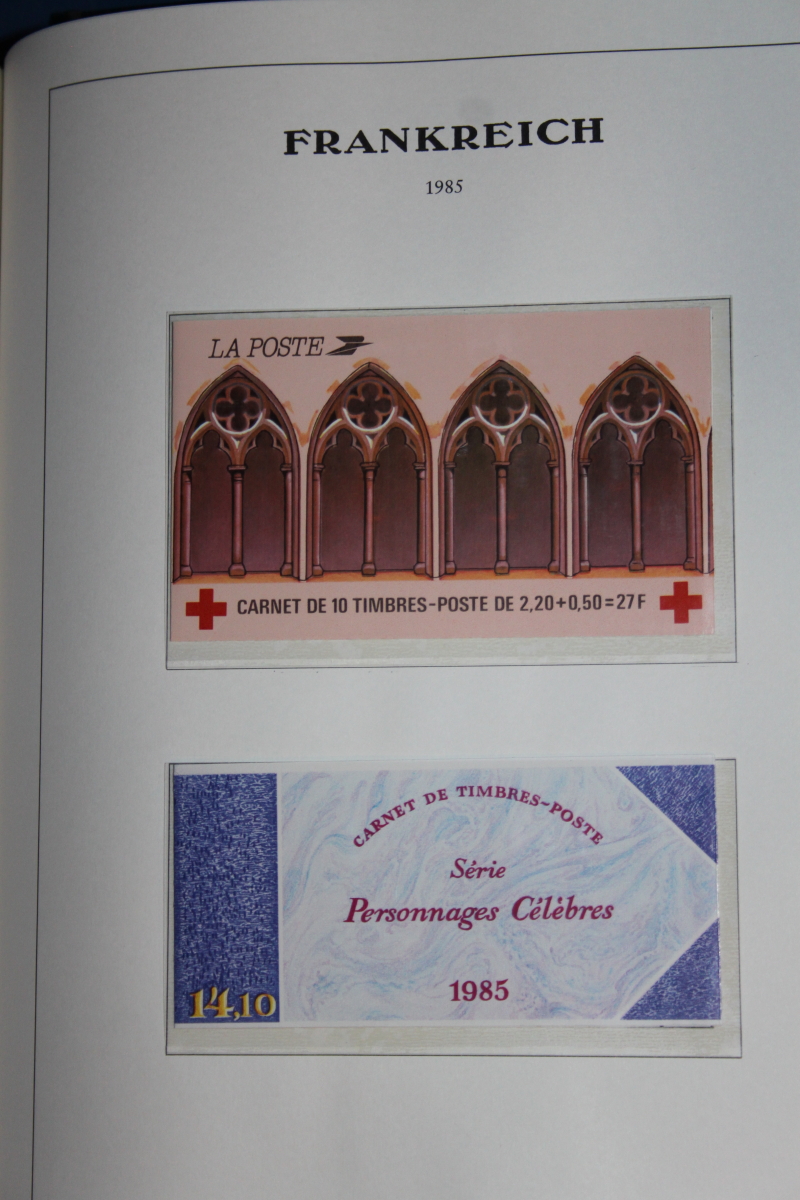 FRANKREICH
1985
LA POSTE
CARNET DE 10 TIMBRES-POSTE DE 2,20+0,50=27 F
CARNET DE TIMBRES-POSTE
Série
Personnages Célèbres
1985
14,10